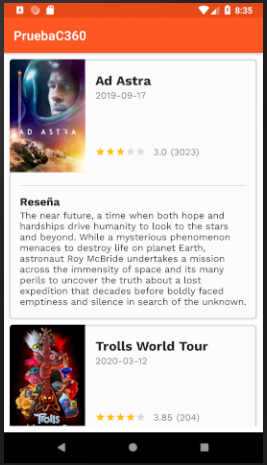 8:35
PruebaC360
AD ASTRA
Ad Astra
2019-09-17
3.0 (3023)
Reseña
The near future, a time when both hope and
hardships drive humanity to look to the stars
and beyond. While a mysterious phenomenon
menaces to destroy life on planet Earth,
astronaut Roy McBride undertakes a mission
across the immensity of space and its many
perils to uncover the truth about a lost
expedition that decades before boldly faced
emptiness and silence in search of the unknown.
Trolls
Trolls World Tour
2020-03-12
3.85 (204)